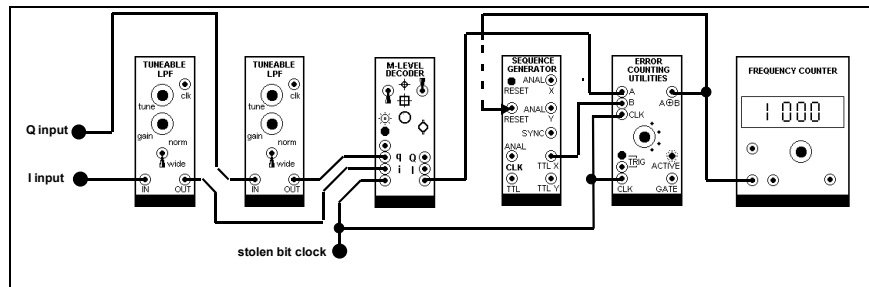 TUNEABLE
LPF
clk
tune
gain
norm
wide
IN
OUT
TUNEABLE
LPF
clk
tune
gain
norm
wide
IN
OUT
M-LEVEL
DECODER
q Q
i I
SEQUENCE
GENERATOR
ANAL
RESET
X
ANAL
RESET
Y
SYNC
ANAL
CLK
TTL X
TTL
TTL Y
ERROR
COUNTING
UTILITIES
A
B
A⊕B
CLK
TRIG
ACTIVE
CLK
GATE
FREQUENCY COUNTER
1000
Q input
I input
stolen bit clock